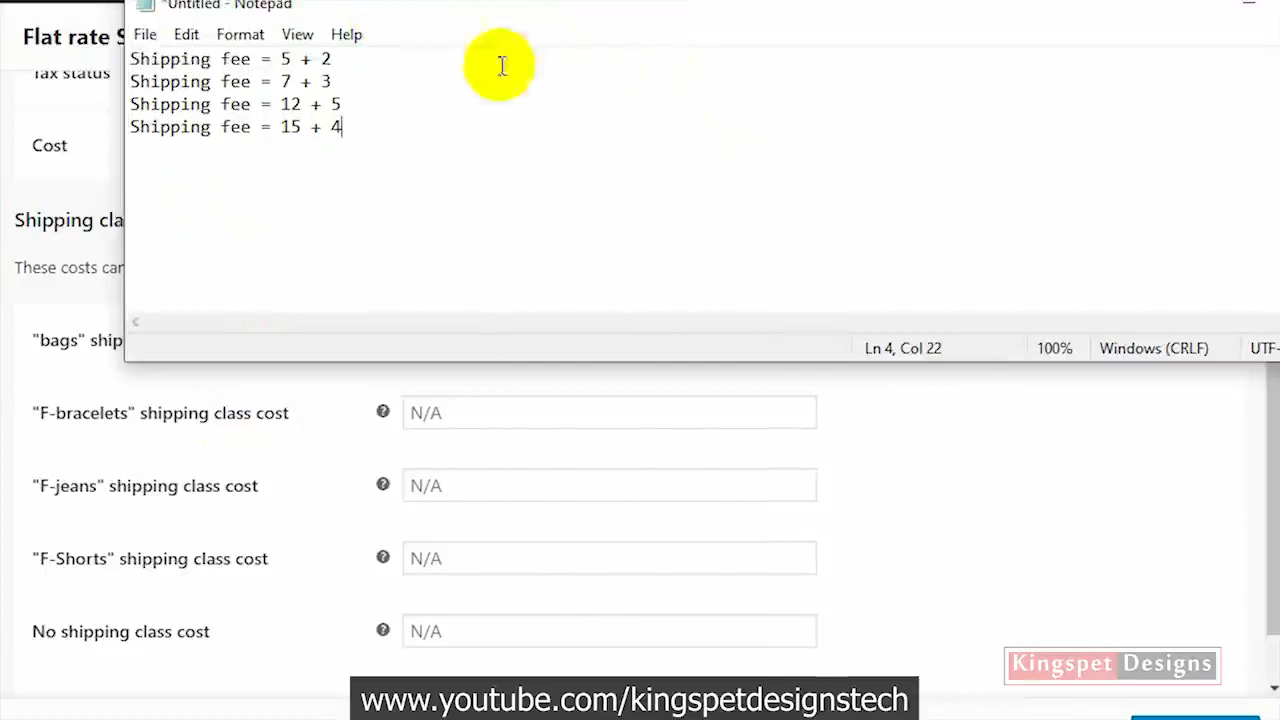 *Untitled - Notepad
Flat rate S
File Edit Format View Help
Tax status
Shipping fee = 5 + 2
Shipping fee = 7 + 3
Shipping fee = 12 + 5
Shipping fee = 15 + 4
Cost
Shipping cla
These costs can
"bags" ship
Ln 4, Col 22 100% Windows (CRLF) UTF-
"F-bracelets" shipping class cost N/A
"F-jeans" shipping class cost N/A
"F-Shorts" shipping class cost N/A
No shipping class cost N/A
Kingspet Designs
www.youtube.com/kingspetdesignstech